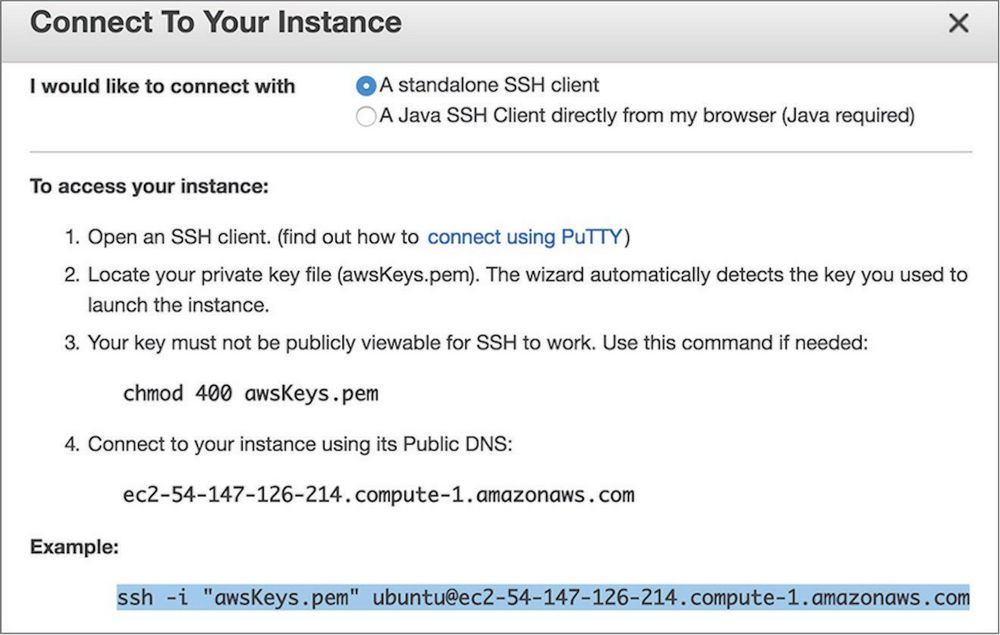 Connect To Your Instance
I would like to connect with
A standalone SSH client
A Java SSH Client directly from my browser (Java required)
To access your instance:
1. Open an SSH client. (find out how to connect using PuTTY)
2. Locate your private key file (awsKeys.pem). The wizard automatically detects the key you used to
launch the instance.
3. Your key must not be publicly viewable for SSH to work. Use this command if needed:
chmod 400 awsKeys.pem
4. Connect to your instance using its Public DNS:
ec2-54-147-126-214.compute-1.amazonaws.com
Example:
ssh -i "awsKeys.pem" ubuntu@ec2-54-147-126-214.compute-1.amazonaws.com